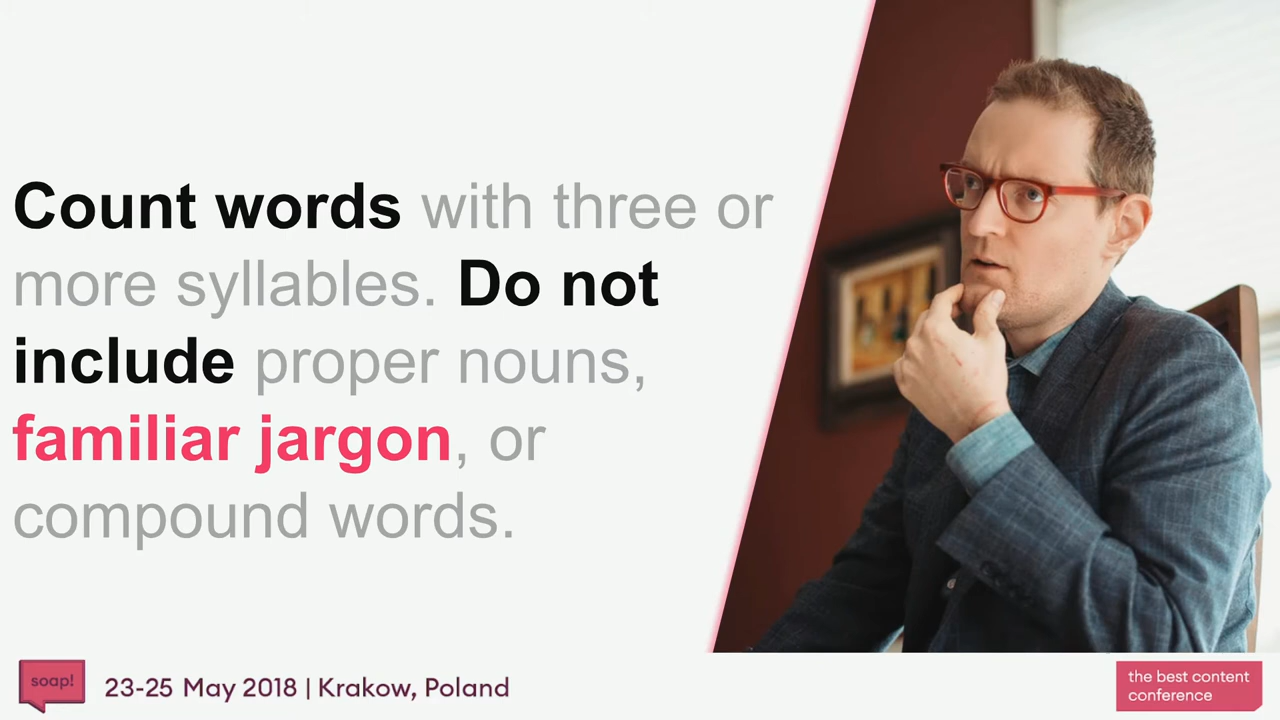 Count words with three or
more syllables. Do not
include proper nouns,
familiar jargon, or
compound words.
soap!
23-25 May 2018 | Krakow, Poland
the best content
conference